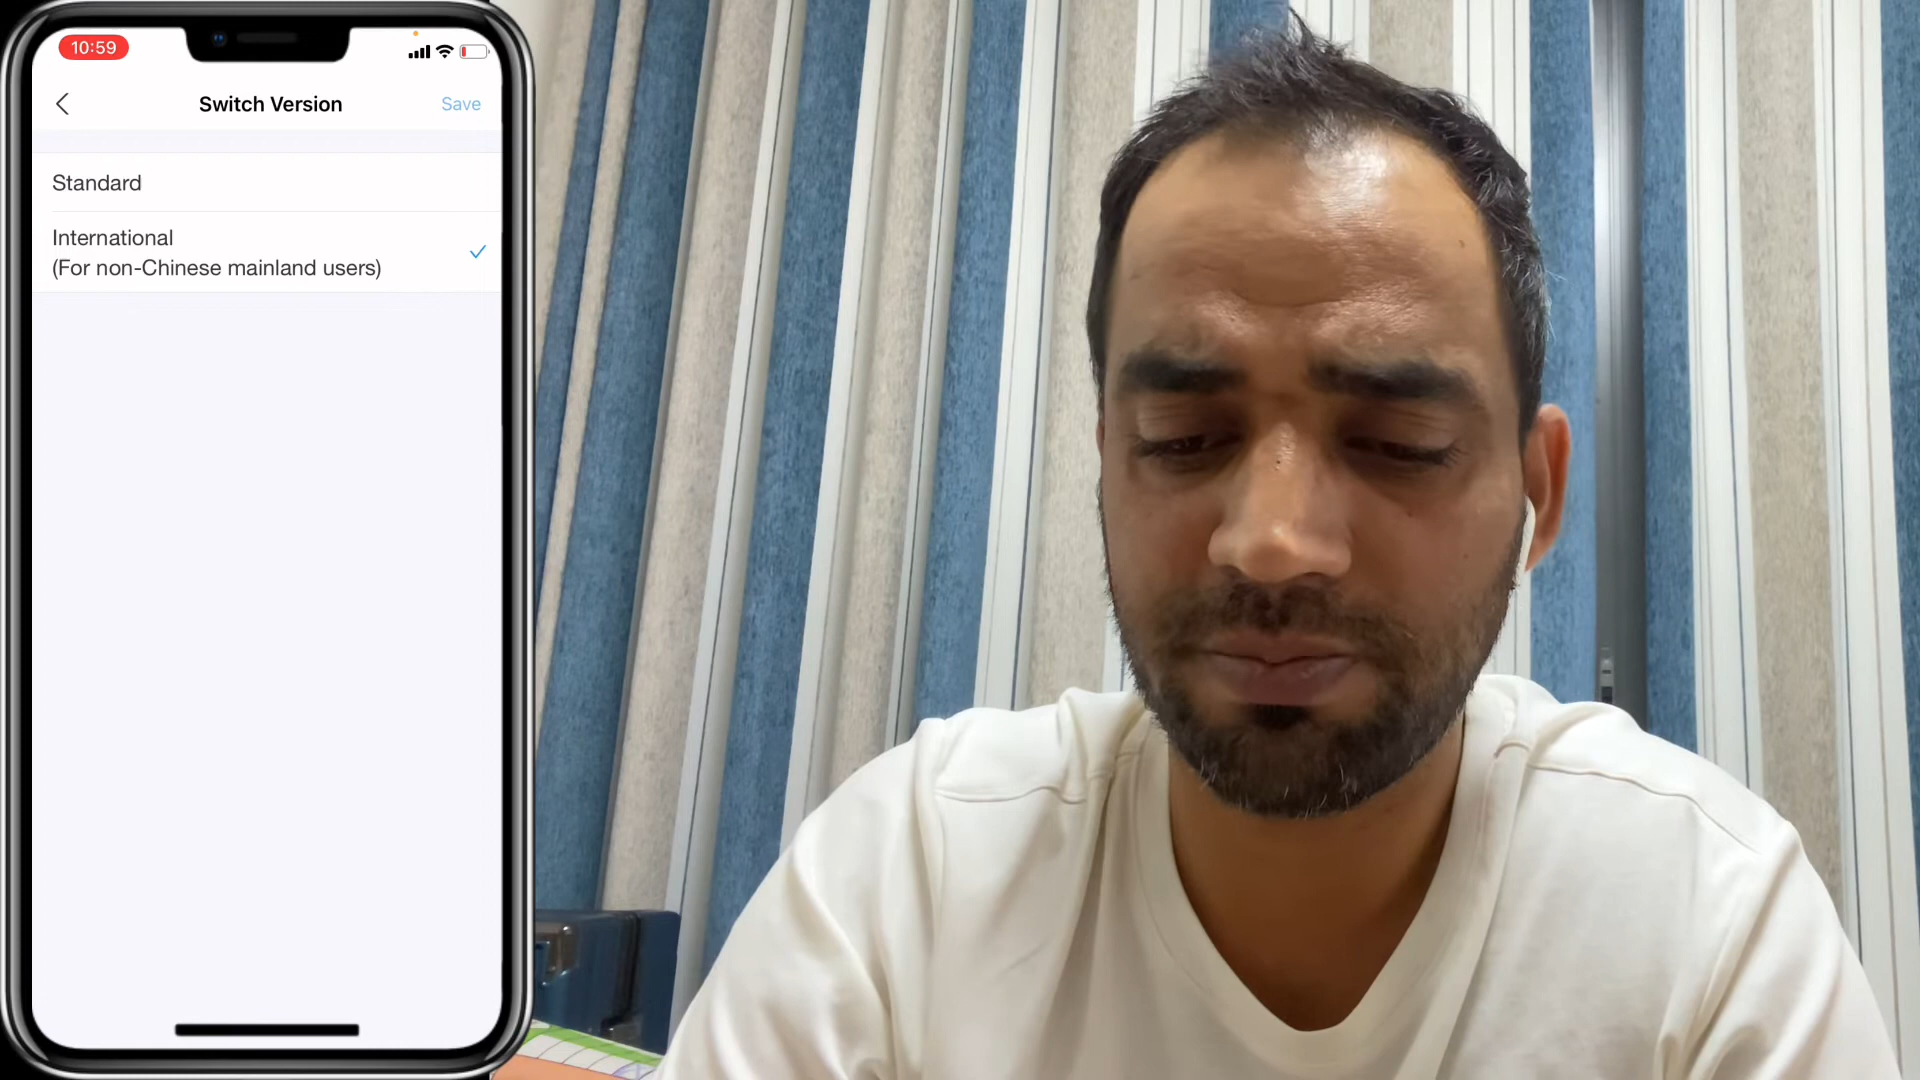 10:59
Switch Version
Save
Standard
International
(For non-Chinese mainland users)